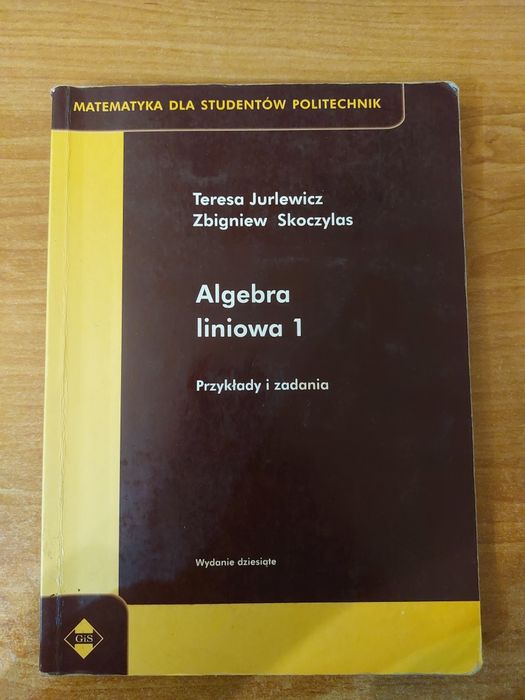 MATEMATYKA DLA STUDENTÓW POLITECHNIK
Teresa Jurlewicz
Zbigniew Skoczylas
Algebra
liniowa 1
Przykłady i zadania
Wydanie dziesiąte
GiS